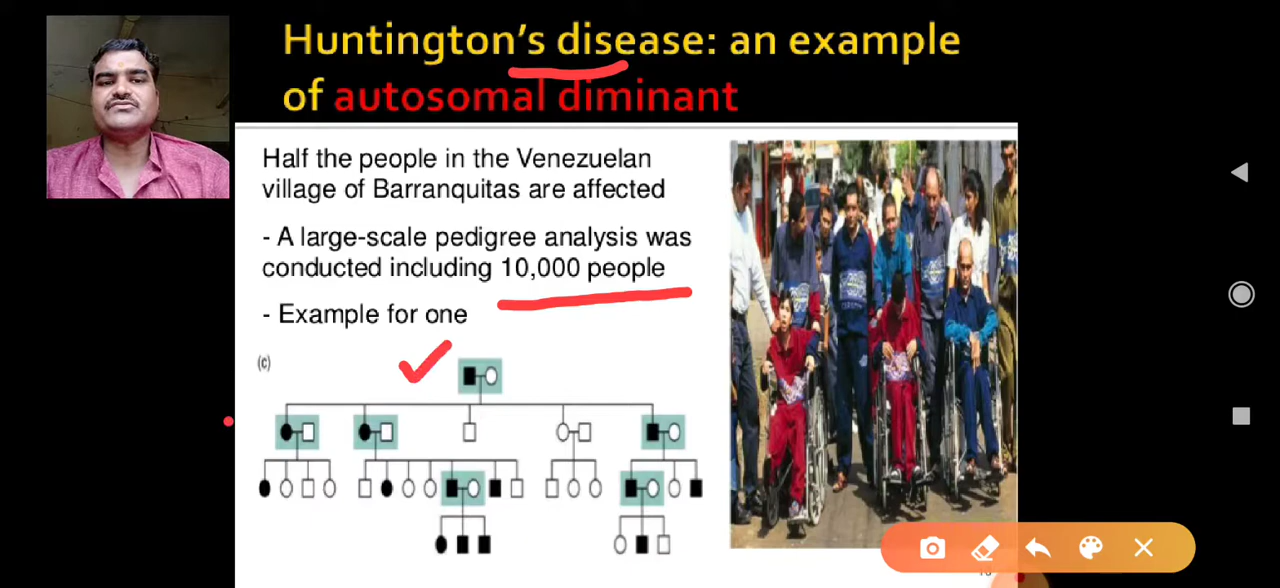 Huntington's disease: an example
of autosomal diminant
Half the people in the Venezuelan
village of Barranquitas are affected
- A large-scale pedigree analysis was
conducted including 10,000 people
- Example for one
(c)